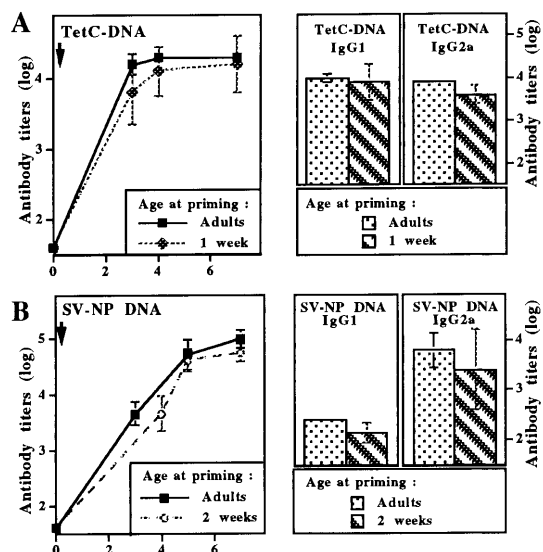 A
TetC-DNA
Antibody titers (log)
4
3
2
0 2 4 6
Age at priming :
Adults
1 week
TetC-DNA IgG1
TetC-DNA IgG2a
5
4
3
2
Antibody titers (log)
Age at priming :
Adults
1 week
B
SV-NP DNA
Antibody titers (log)
5
4
3
2
0 2 4 6
Age at priming :
Adults
2 weeks
SV-NP DNA IgG1
SV-NP DNA IgG2a
4
3
2
Antibody titers (log)
Age at priming :
Adults
2 weeks